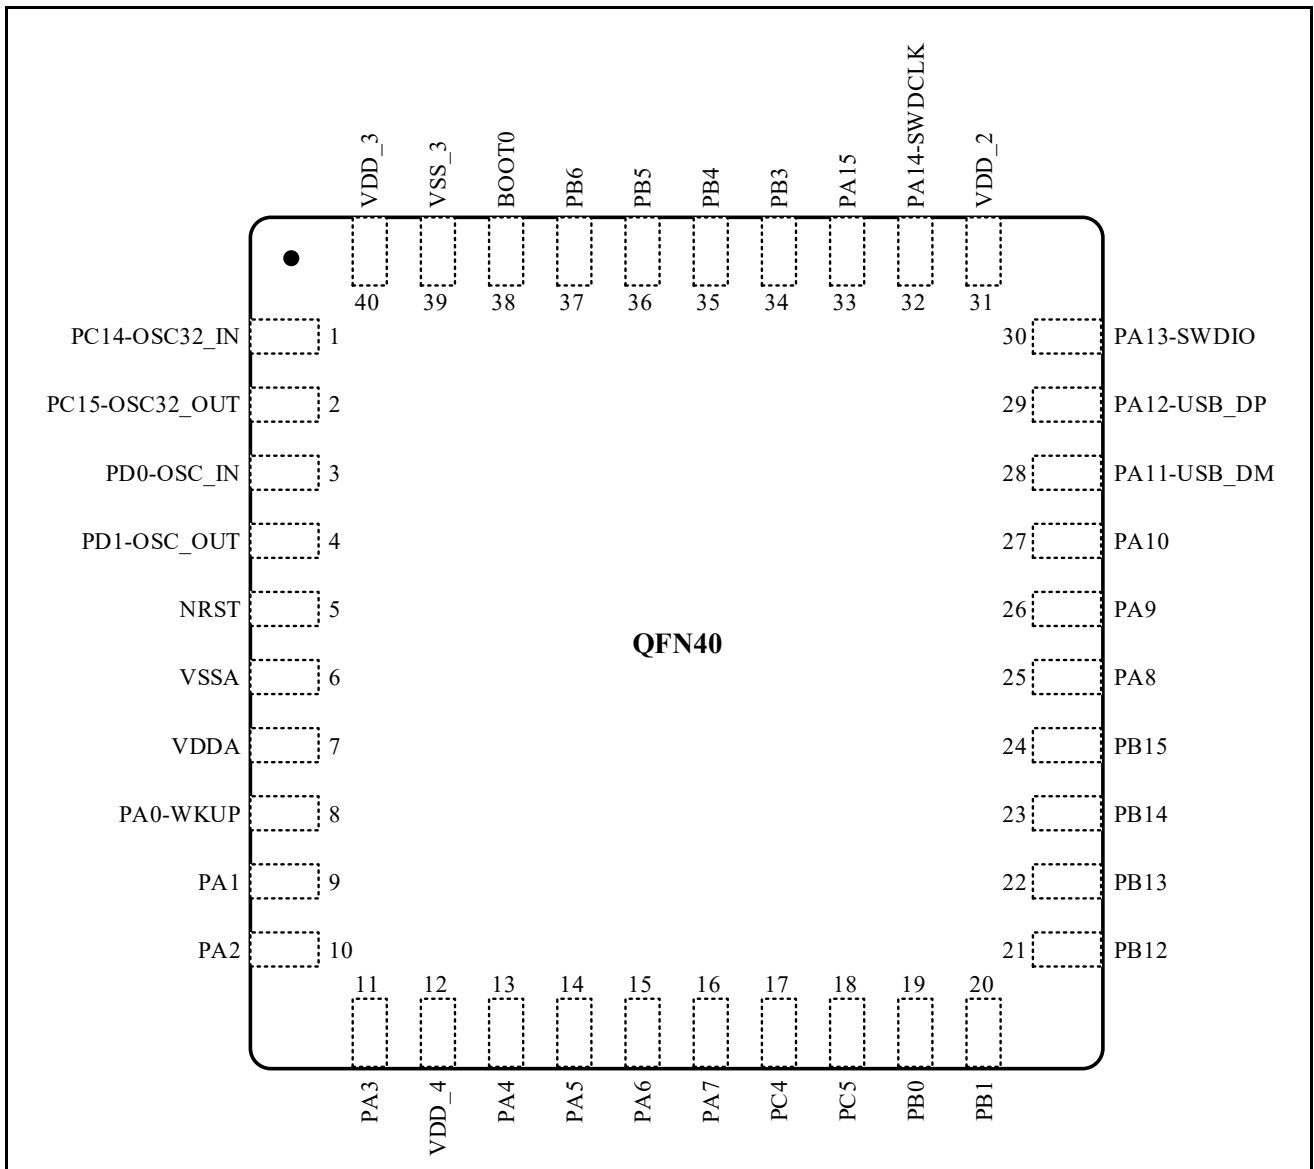 VDD_3
VSS_3
BOOT0
PB6
PB5
PB4
PB3
PA15
PA14-SWDCLK
VDD_2
40 39 38 37 36 35 34 33 32 31
PC14-OSC32_IN 1
30 PA13-SWDIO
PC15-OSC32_OUT 2
29 PA12-USB_DP
PD0-OSC_IN 3
28 PA11-USB_DM
PD1-OSC_OUT 4
27 PA10
NRST 5
26 PA9
QFN40
VSSA 6
25 PA8
VDDA 7
24 PB15
PA0-WKUP 8
23 PB14
PA1 9
22 PB13
PA2 10
21 PB12
11 12 13 14 15 16 17 18 19 20
PA3
VDD_4
PA4
PA5
PA6
PA7
PC4
PC5
PB0
PB1